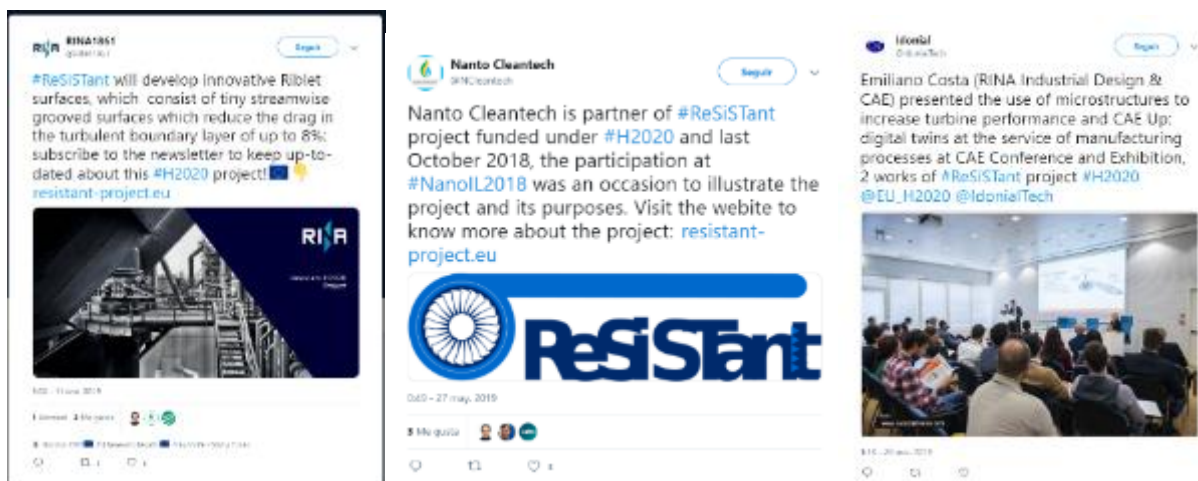 RINA1861
Seguir
#ReSiSTant will develop innovative Riblet
surfaces, which consist of tiny streamwise
grooved surfaces which reduce the drag in
the turbulent boundary layer of up to 8%;
subscribe to the newsletter to keep up-to-
dated about this #H2020 project!
resistant-project.eu
RINA
Nanto Cleantech
@NCleantech
Seguir
Nanto Cleantech is partner of #ReSiSTant
project funded under #H2020 and last
October 2018, the participation at
#NanoIL2018 was an occasion to illustrate the
project and its purposes. Visit the webite to
know more about the project: resistant-
project.eu
ReSiSTant
0:49 - 27 may. 2019
3 Me gusta
Idonial
@IdonialTech
Seguir
Emiliano Costa (RINA Industrial Design &
CAE) presented the use of microstructures to
increase turbine performance and CAE Up:
digital twins at the service of manufacturing
processes at CAE Conference and Exhibition,
2 works of #ReSiSTant project #H2020
@EU_H2020 @IdonialTech